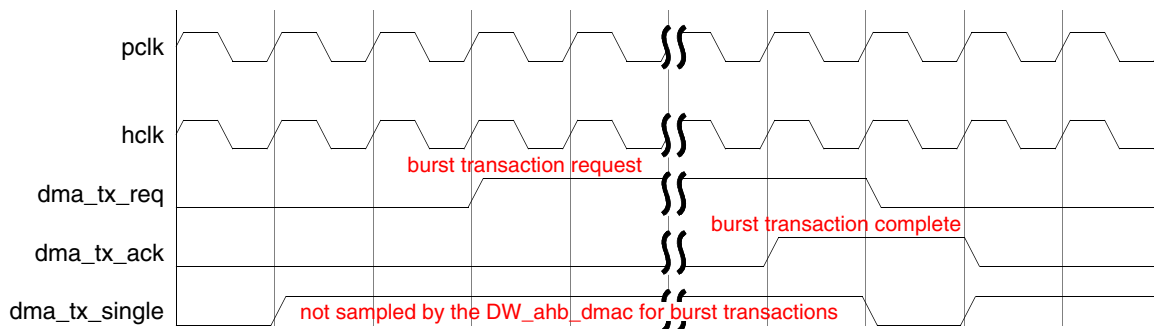 pclk
hclk
burst transaction request
dma_tx_req
burst transaction complete
dma_tx_ack
dma_tx_single
not sampled by the DW_ahb_dmac for burst transactions